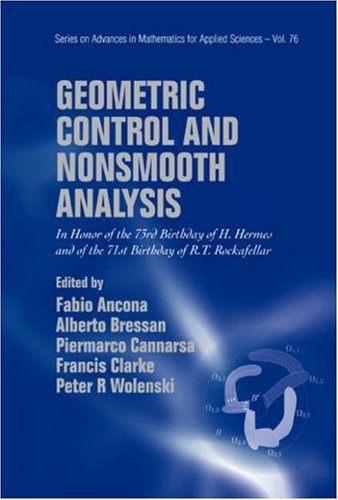 Series on Advances in Mathematics for Applied Sciences – Vol. 76
GEOMETRIC
CONTROL AND
NONSMOOTH
ANALYSIS
In Honor of the 73rd Birthday of H. Hermes
and of the 71st Birthday of R.T. Rockafellar
Edited by
Fabio Ancona
Alberto Bressan
Piermarco Cannarsa
Francis Clarke
Peter R Wolenski